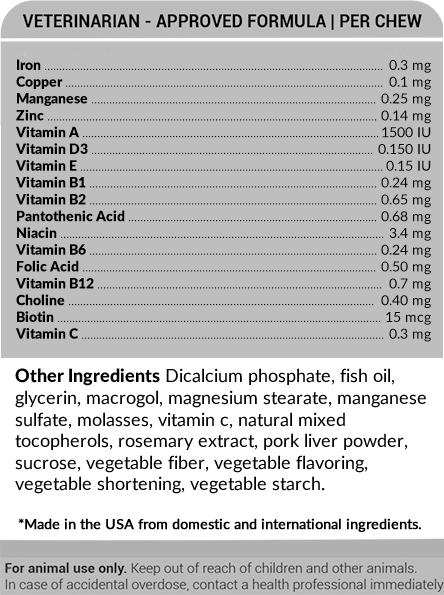 VETERINARIAN - APPROVED FORMULA | PER CHEW
Iron 0.3 mg
Copper 0.1 mg
Manganese 0.25 mg
Zinc 0.14 mg
Vitamin A 1500 IU
Vitamin D3 0.150 IU
Vitamin E 0.15 IU
Vitamin B1 0.24 mg
Vitamin B2 0.65 mg
Pantothenic Acid 0.68 mg
Niacin 3.4 mg
Vitamin B6 0.24 mg
Folic Acid 0.50 mg
Vitamin B12 0.7 mg
Choline 0.40 mg
Biotin 15 mcg
Vitamin C 0.3 mg
Other Ingredients Dicalcium phosphate, fish oil,
glycerin, macrogol, magnesium stearate, manganese
sulfate, molasses, vitamin c, natural mixed
tocopherols, rosemary extract, pork liver powder,
sucrose, vegetable fiber, vegetable flavoring,
vegetable shortening, vegetable starch.
*Made in the USA from domestic and international ingredients.
For animal use only. Keep out of reach of children and other animals.
In case of accidental overdose, contact a health professional immediately